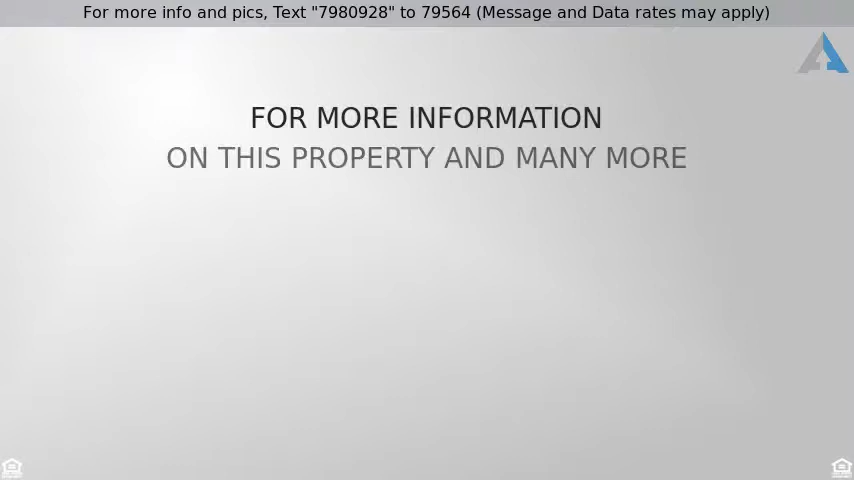 For more info and pics, Text "7980928" to 79564 (Message and Data rates may apply)
FOR MORE INFORMATION
ON THIS PROPERTY AND MANY MORE